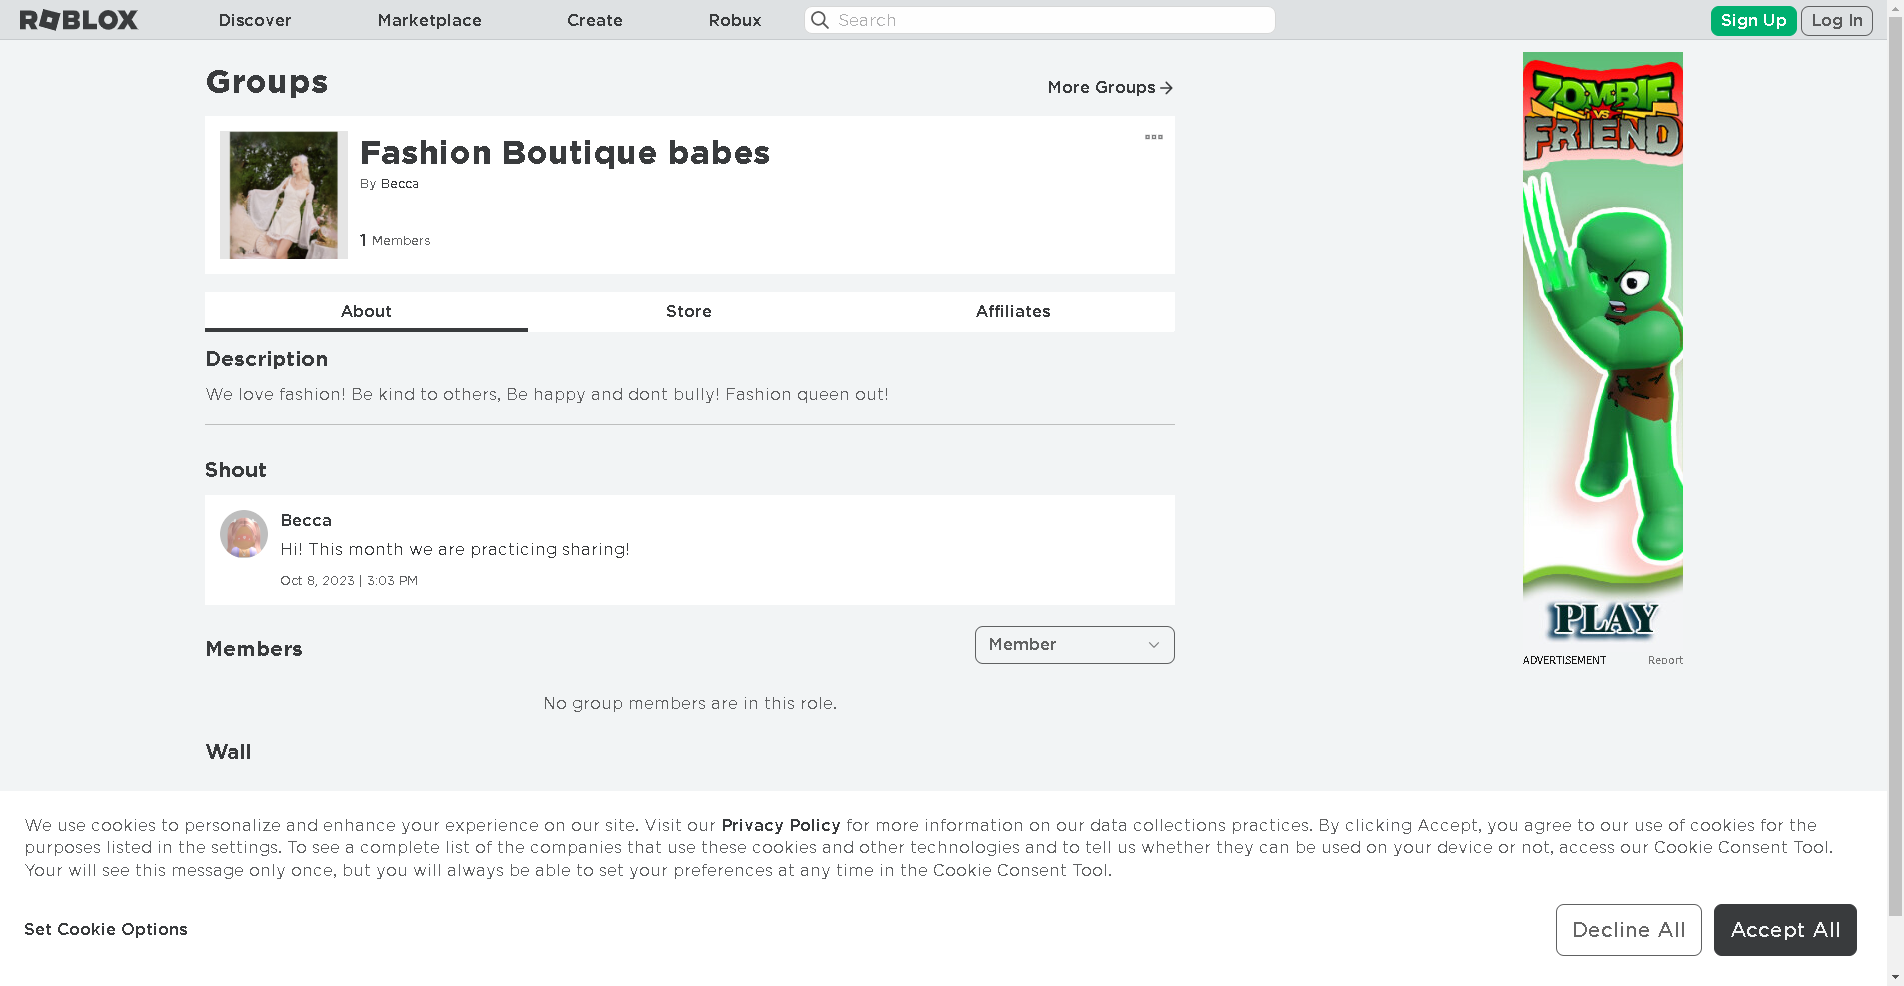 ROBLOX Discover Marketplace Create Robux Search Sign Up Log In
Groups
More Groups
Fashion Boutique babes
By Becca
1 Members
About Store Affiliates
Description
We love fashion! Be kind to others, Be happy and dont bully! Fashion queen out!
Shout
Becca
Hi! This month we are practicing sharing!
Oct 8, 2023 | 3:03 PM
Members
Member
No group members are in this role.
Wall
ZOMBIE
VS
FRIEND
PLAY
ADVERTISEMENT Report
We use cookies to personalize and enhance your experience on our site. Visit our Privacy Policy for more information on our data collections practices. By clicking Accept, you agree to our use of cookies for the
purposes listed in the settings. To see a complete list of the companies that use these cookies and other technologies and to tell us whether they can be used on your device or not, access our Cookie Consent Tool.
Your will see this message only once, but you will always be able to set your preferences at any time in the Cookie Consent Tool.
Set Cookie Options
Decline All
Accept All